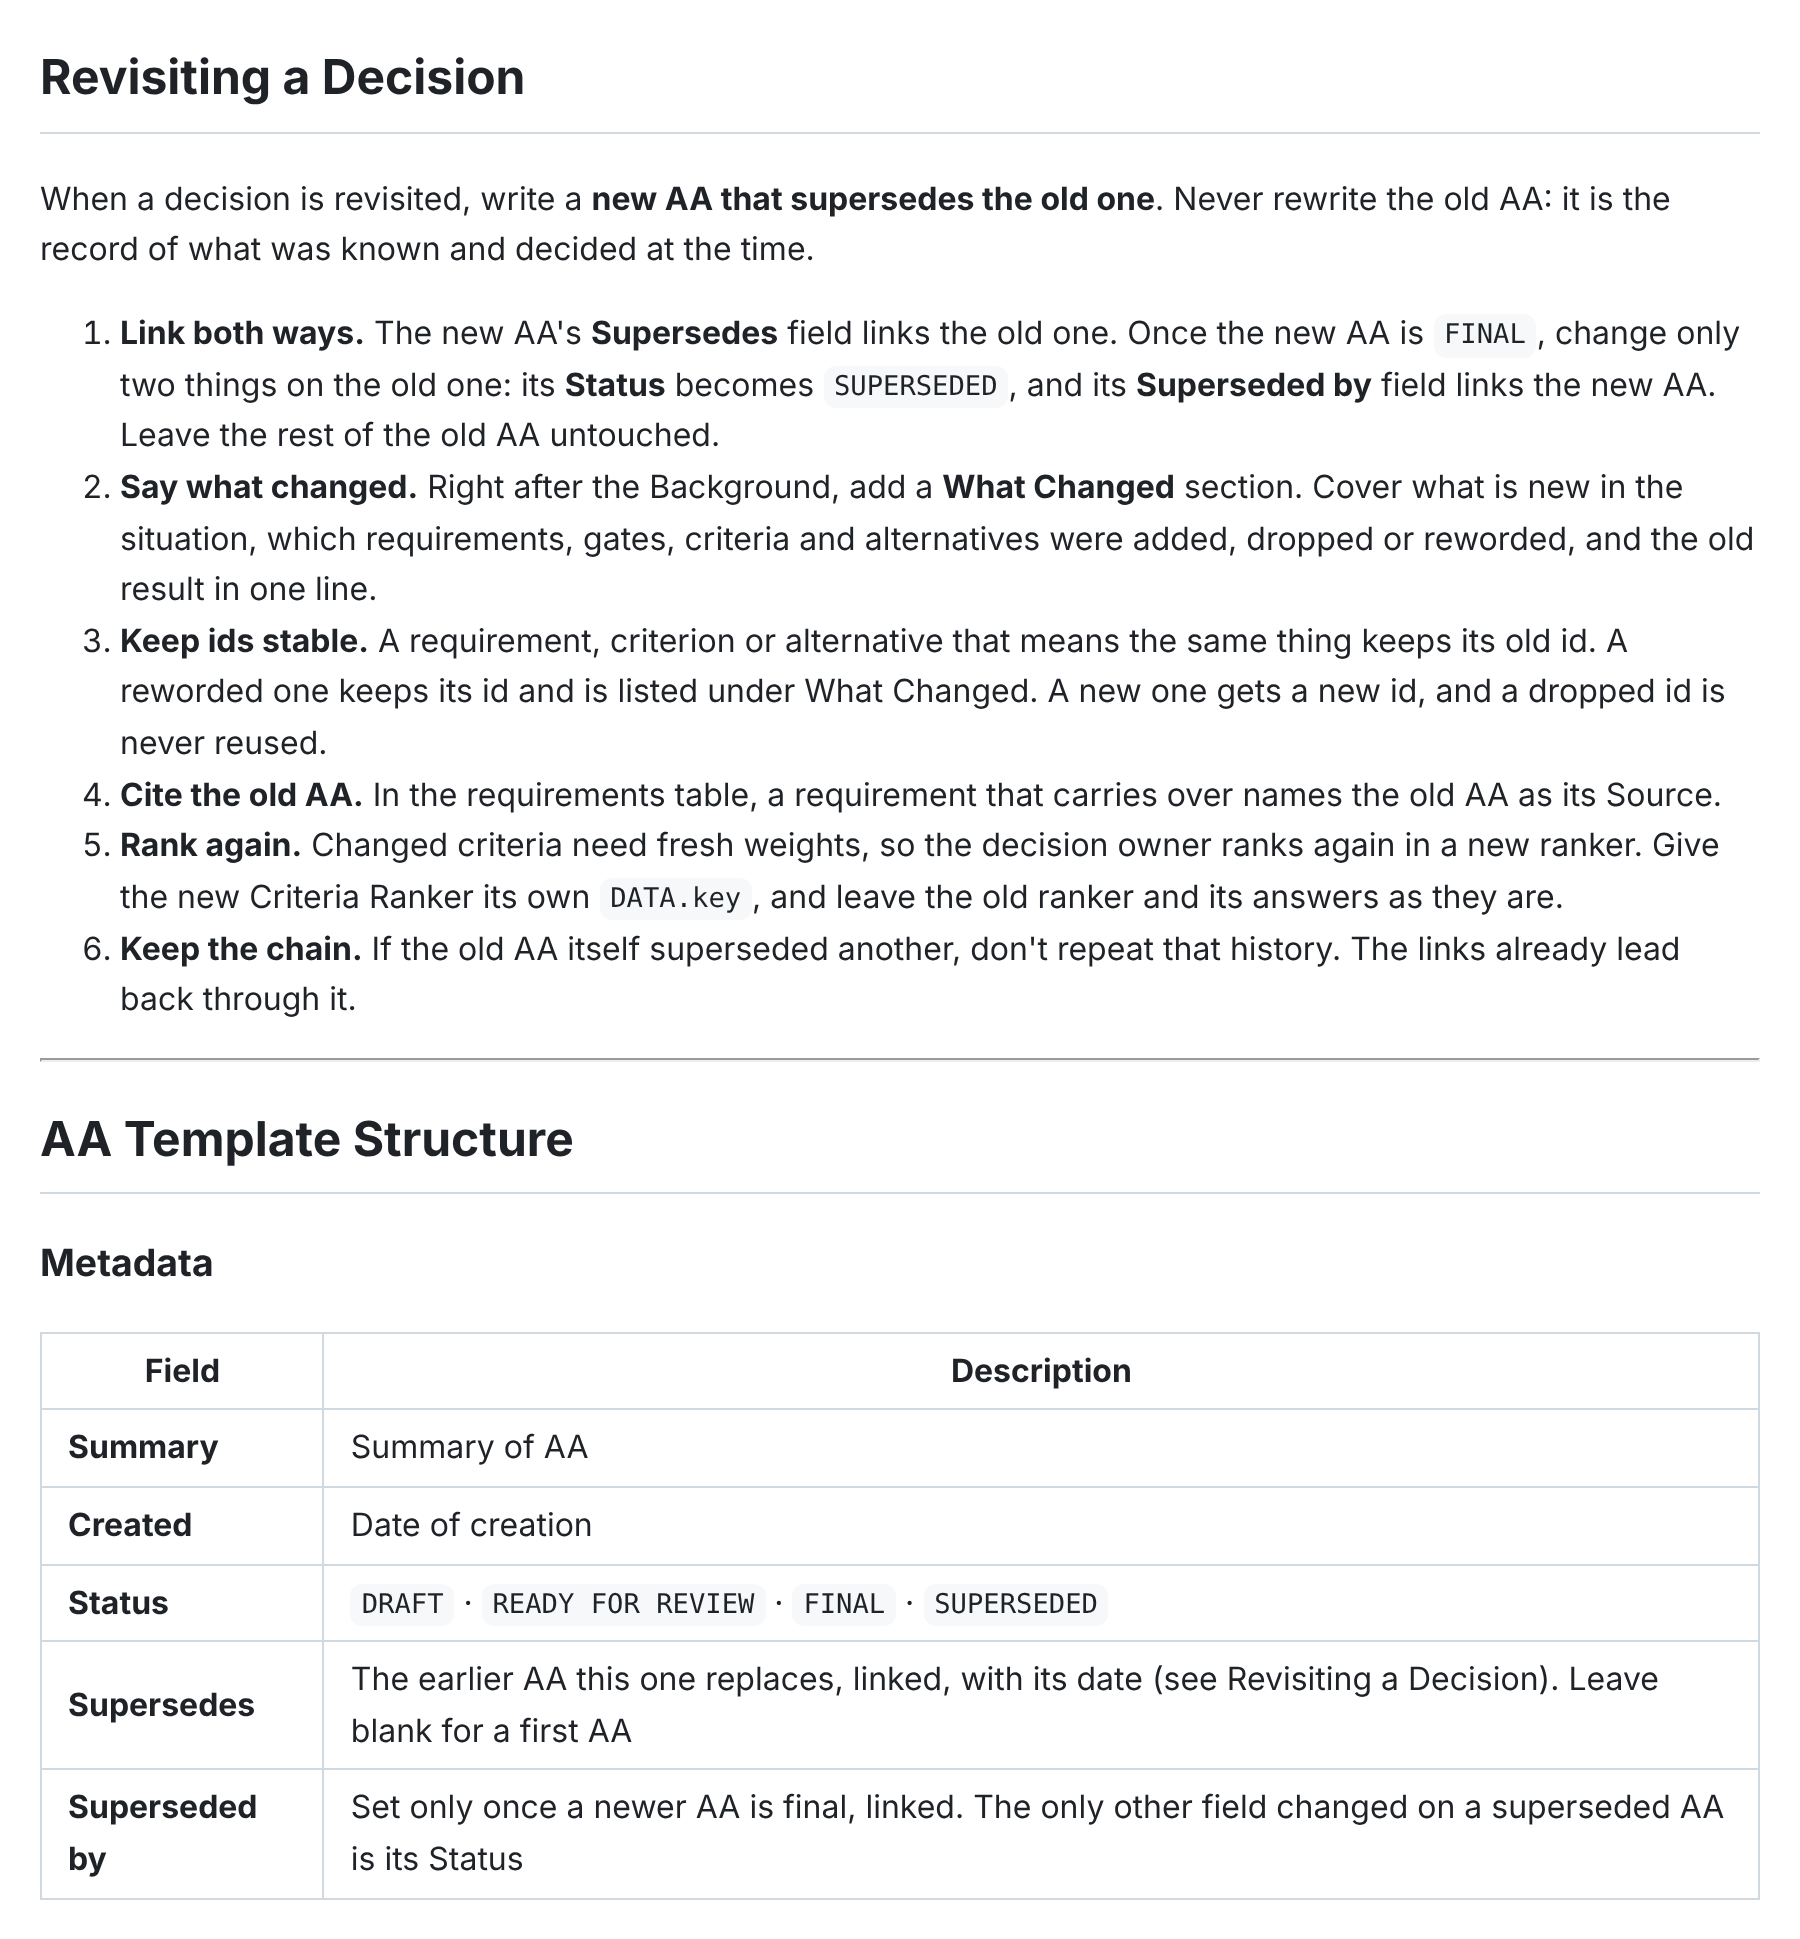 Revisiting a Decision
When a decision is revisited, write a new AA that supersedes the old one. Never rewrite the old AA: it is the
record of what was known and decided at the time.
1. Link both ways. The new AA's Supersedes field links the old one. Once the new AA is FINAL, change only
two things on the old one: its Status becomes SUPERSEDED, and its Superseded by field links the new AA.
Leave the rest of the old AA untouched.
2. Say what changed. Right after the Background, add a What Changed section. Cover what is new in the
situation, which requirements, gates, criteria and alternatives were added, dropped or reworded, and the old
result in one line.
3. Keep ids stable. A requirement, criterion or alternative that means the same thing keeps its old id. A
reworded one keeps its id and is listed under What Changed. A new one gets a new id, and a dropped id is
never reused.
4. Cite the old AA. In the requirements table, a requirement that carries over names the old AA as its Source.
5. Rank again. Changed criteria need fresh weights, so the decision owner ranks again in a new ranker. Give
the new Criteria Ranker its own DATA.key, and leave the old ranker and its answers as they are.
6. Keep the chain. If the old AA itself superseded another, don't repeat that history. The links already lead
back through it.
AA Template Structure
Metadata
Field Description
Summary Summary of AA
Created Date of creation
Status DRAFT · READY FOR REVIEW · FINAL · SUPERSEDED
Supersedes The earlier AA this one replaces, linked, with its date (see Revisiting a Decision). Leave
blank for a first AA
Superseded by Set only once a newer AA is final, linked. The only other field changed on a superseded AA
is its Status